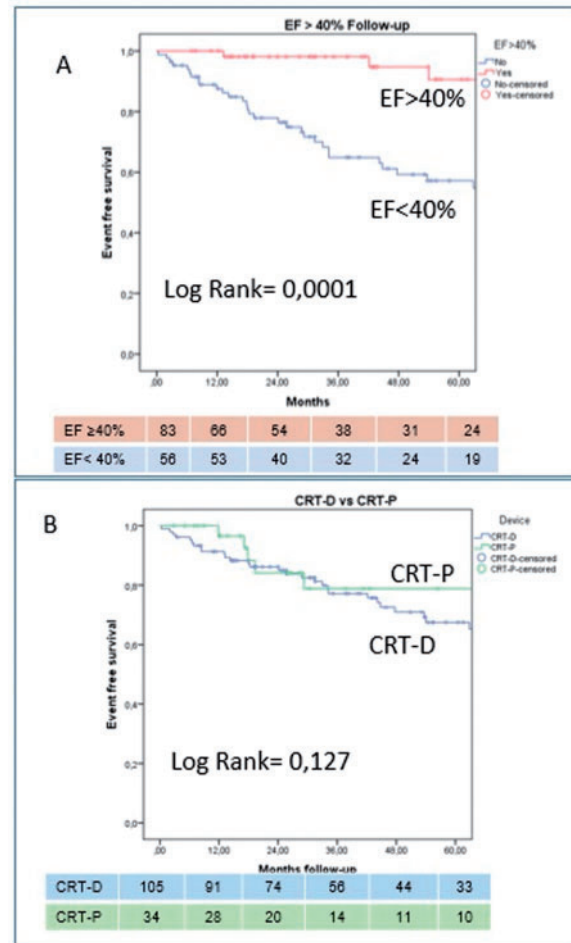 EF > 40% Follow-up
A
1,0
0,8
0,6
0,4
0,2
0,0
Event free survival
EF>40%
No
Yes
No-censored
Yes-censored
EF>40%
EF<40%
Log Rank= 0,0001
,00 12,00 24,00 36,00 48,00 60,00
Months
EF ≥40% 83 66 54 38 31 24
EF< 40% 56 53 40 32 24 19
CRT-D vs CRT-P
B
1,0
0,8
0,6
0,4
0,2
0,0
Event free survival
Device
CRT-D
CRT-P
CRT-D-censored
CRT-P-censored
CRT-P
CRT-D
Log Rank= 0,127
,00 12,00 24,00 36,00 48,00 60,00
Months follow-up
CRT-D 105 91 74 56 44 33
CRT-P 34 28 20 14 11 10